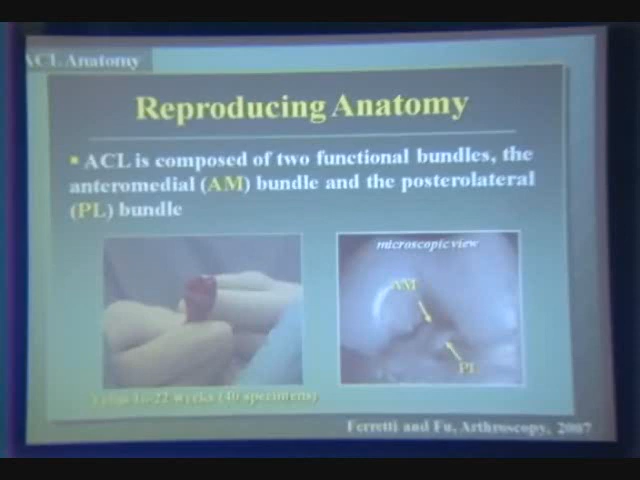 ACL Anatomy
Reproducing Anatomy
ACL is composed of two functional bundles, the
anteromedial (AM) bundle and the posterolateral
(PL) bundle
microscopic view
AM
PL
22 weeks (40 specimens)
Ferretti and Fu, Arthroscopy, 2007